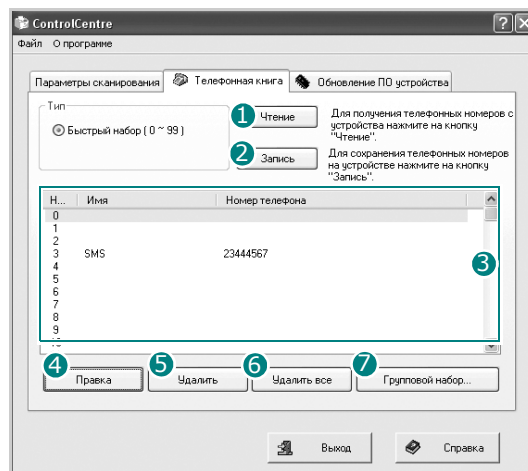 ControlCentre
Файл О программе
Параметры сканирования Телефонная книга Обновление ПО устройства
Тип
Быстрый набор ( 0 ~ 99 )
1 Чтение
Для получения телефонных номеров с
устройства нажмите на кнопку
"Чтение".
2 Запись
Для сохранения телефонных номеров
на устройстве нажмите на кнопку
"Запись".
Н... Имя Номер телефона
0
1
2
3 SMS 23444567
4
5
6
7
8
9
3
4 Правка 5 Удалить 6 Удалить все 7 Групповой набор...
Выход Справка